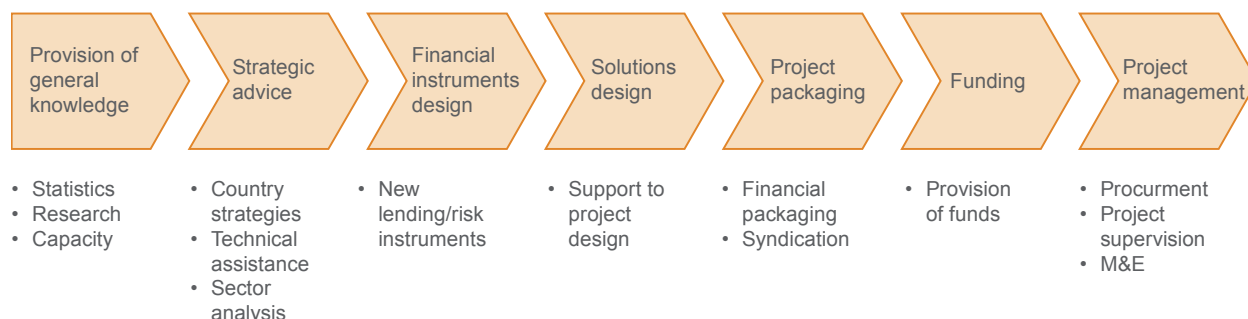 Provision of
general
knowledge
Strategic
advice
Financial
instruments
design
Solutions
design
Project
packaging
Funding
Project
management
• Statistics
• Research
• Capacity
• Country
strategies
• Technical
assistance
• Sector
analysis
• New
lending/risk
instruments
• Support to
project
design
• Financial
packaging
• Syndication
• Provision
of funds
• Procurment
• Project
supervision
• M&E